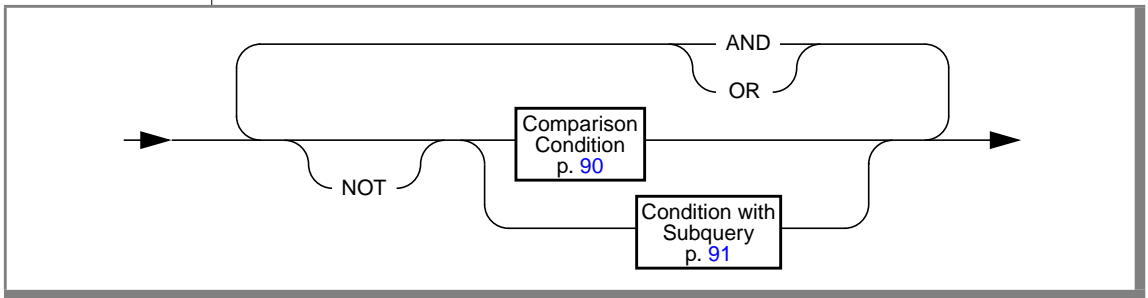 AND
OR
Comparison
Condition
p. 90
NOT
Condition with
Subquery
p. 91